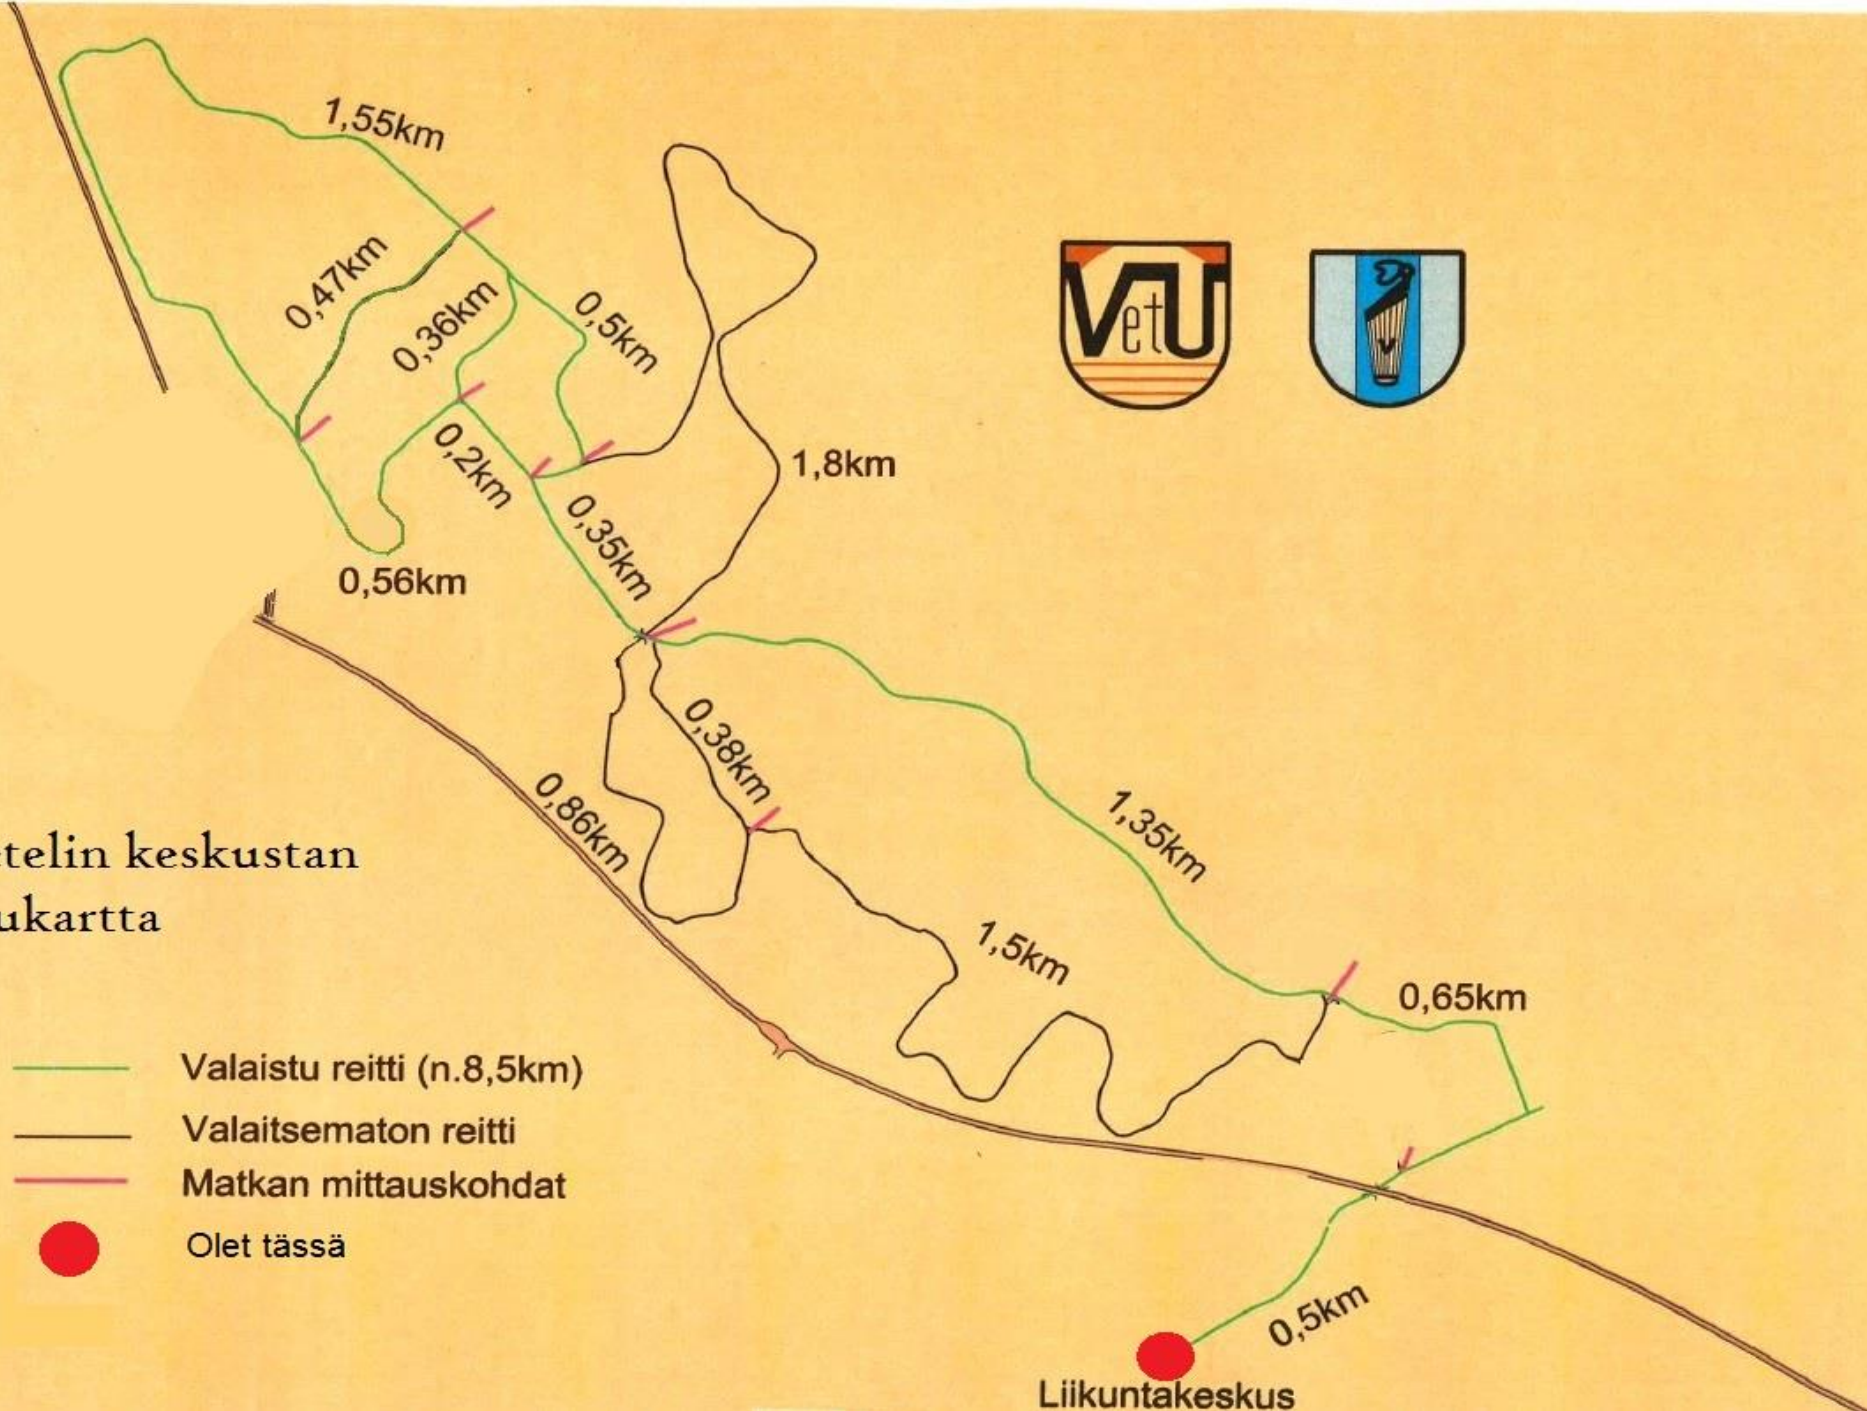 1,55km
0,47km
0,36km
0,5km
VetU
1,8km
0,2km
0,35km
0,56km
0,38km
0,86km
1,35km
telin keskustan
ukartta
1,5km
0,65km
Valaistu reitti (n.8,5km)
Valaitsematon reitti
Matkan mittauskohdat
Olet tässä
0,5km
Liikuntakeskus